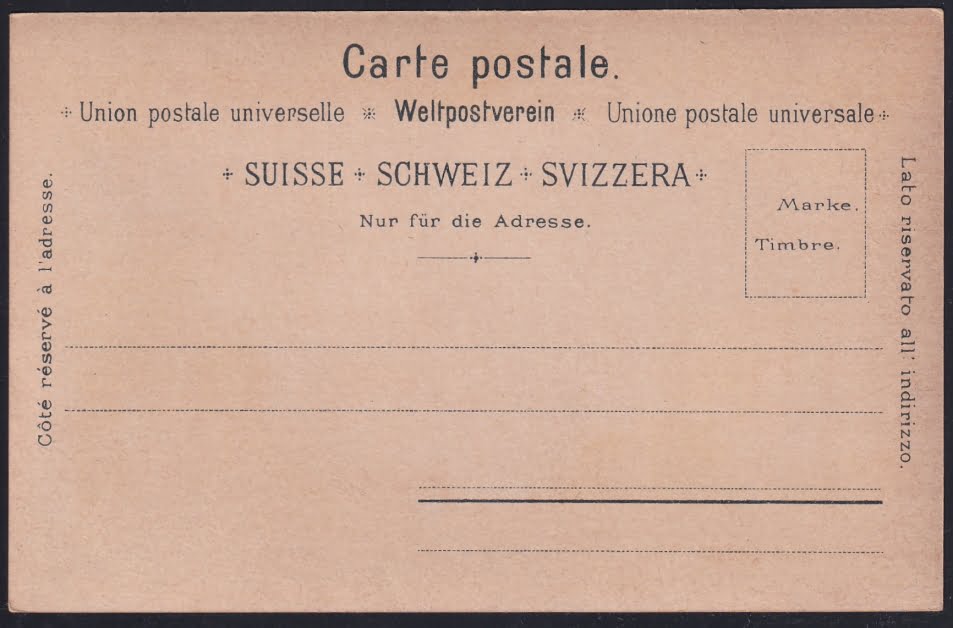 Carte postale.
Union postale universelle Weltpostverein Unione postale universale
SUISSE SCHWEIZ SVIZZERA
Nur für die Adresse.
Marke.
Timbre.
Côté réservé à l'adresse.
Lato riservato all' indirizzo.